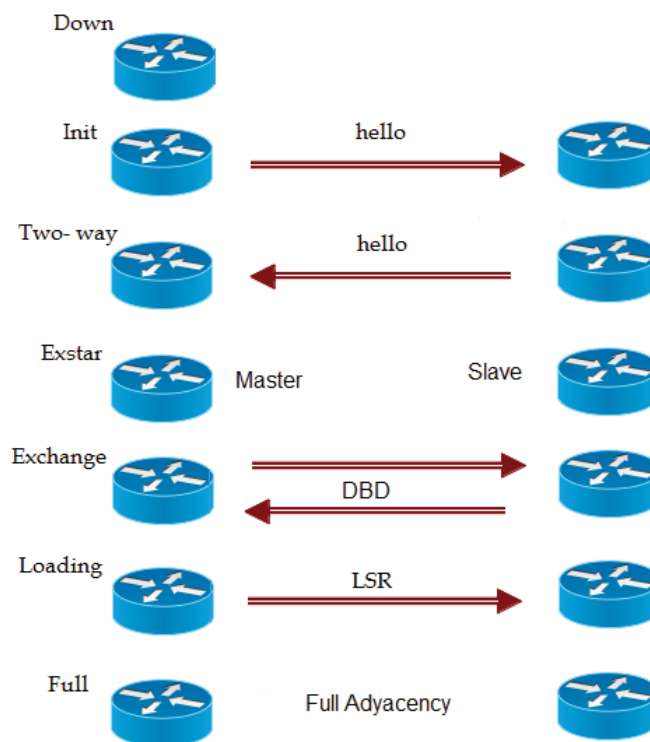 Down
Init
hello
Two- way
hello
Exstar
Master
Slave
Exchange
DBD
Loading
LSR
Full
Full Adyacency